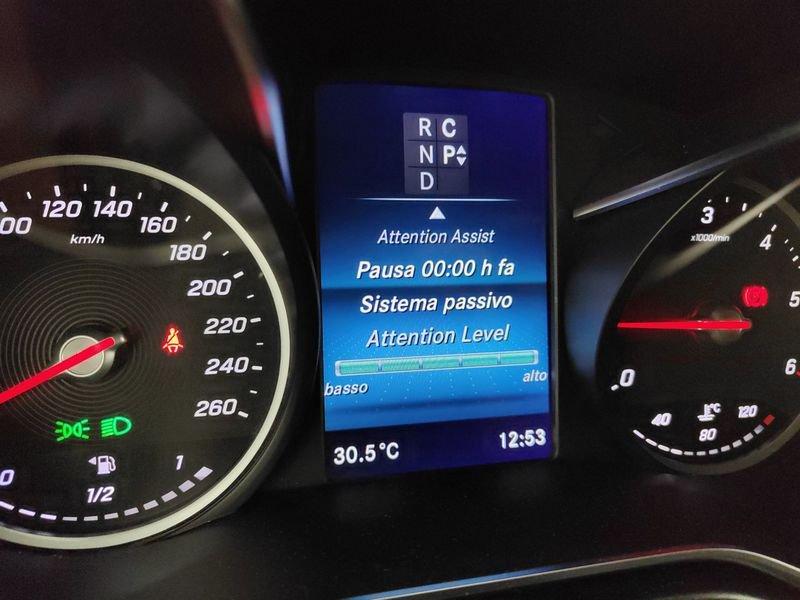 00 120 140 160
km/h
180
200
220
240
260
0 1/2 1
R C
N P
D
Attention Assist
Pausa 00:00 h fa
Sistema passivo
Attention Level
basso alto
30.5°C 12:53
3
x1000/min
4
5
6
0
40 °C 120
80